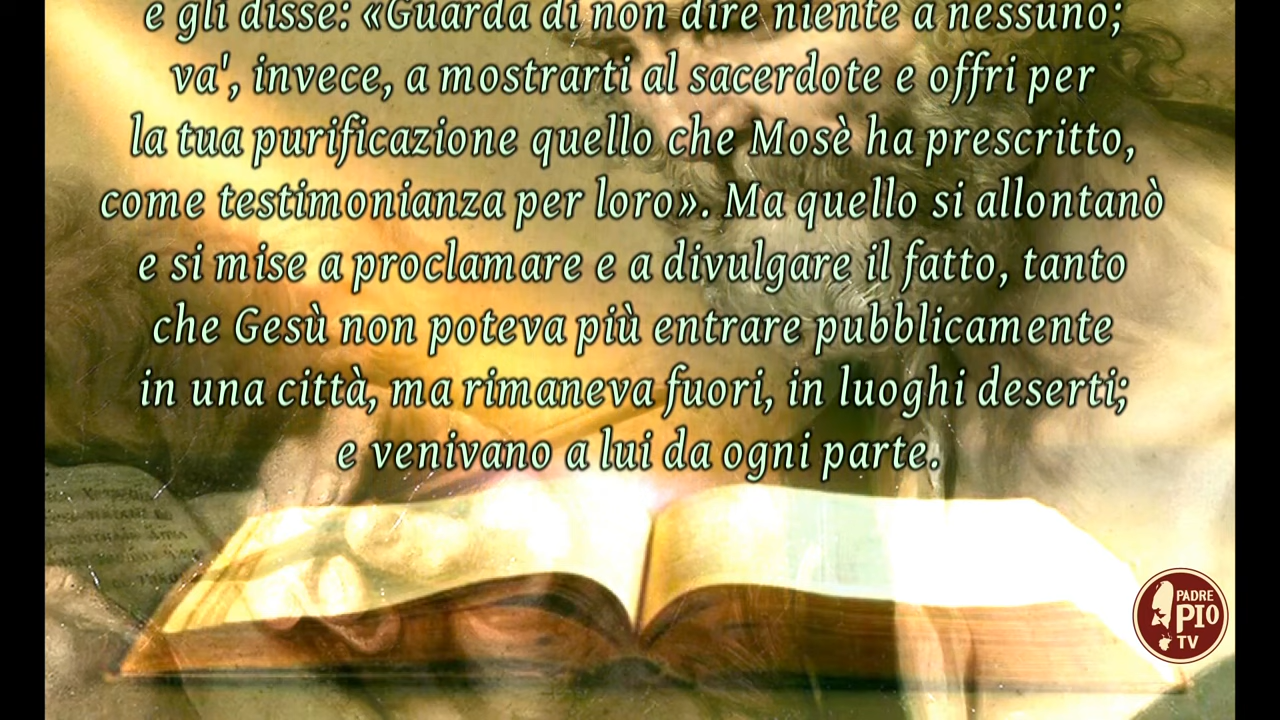 e gli disse: «Guarda di non dire niente a nessuno;
va', invece, a mostrarti al sacerdote e offri per
la tua purificazione quello che Mosè ha prescritto,
come testimonianza per loro». Ma quello si allontanò
e si mise a proclamare e a divulgare il fatto, tanto
che Gesù non poteva più entrare pubblicamente
in una città, ma rimaneva fuori, in luoghi deserti;
e venivano a lui da ogni parte.
PADRE
PIO
TV